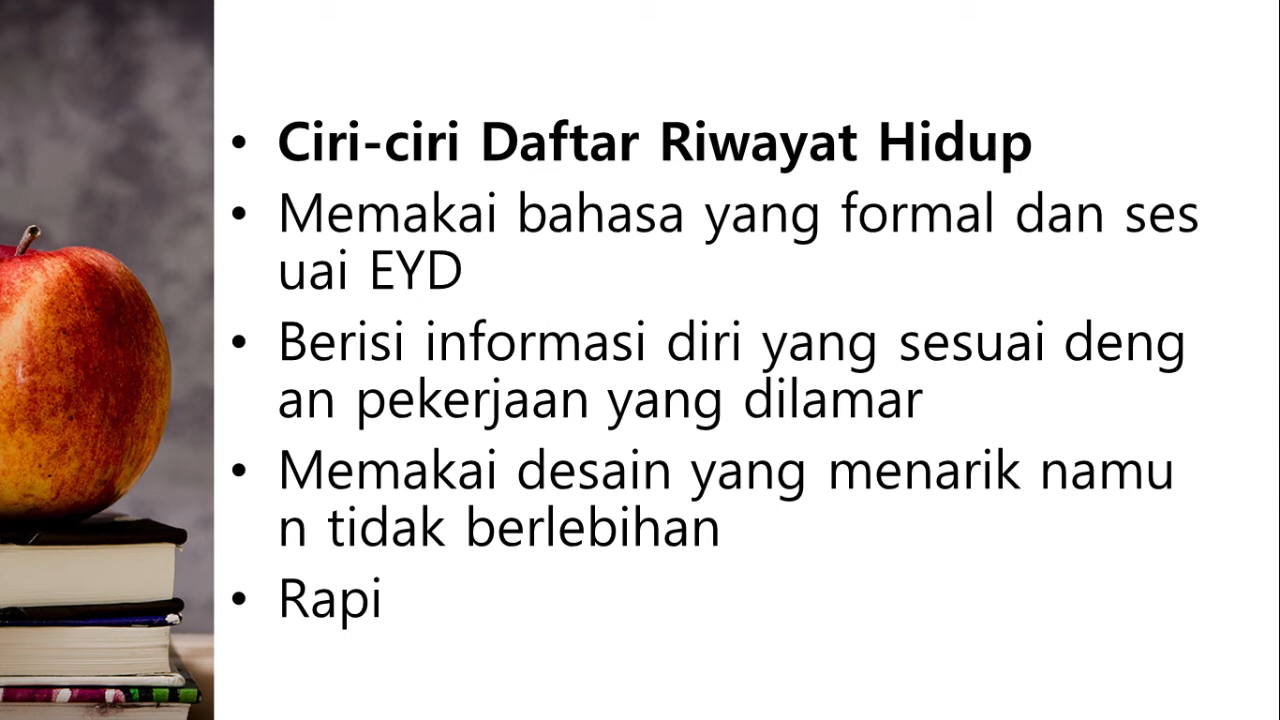 • Ciri-ciri Daftar Riwayat Hidup
• Memakai bahasa yang formal dan ses
uai EYD
• Berisi informasi diri yang sesuai deng
an pekerjaan yang dilamar
• Memakai desain yang menarik namu
n tidak berlebihan
• Rapi